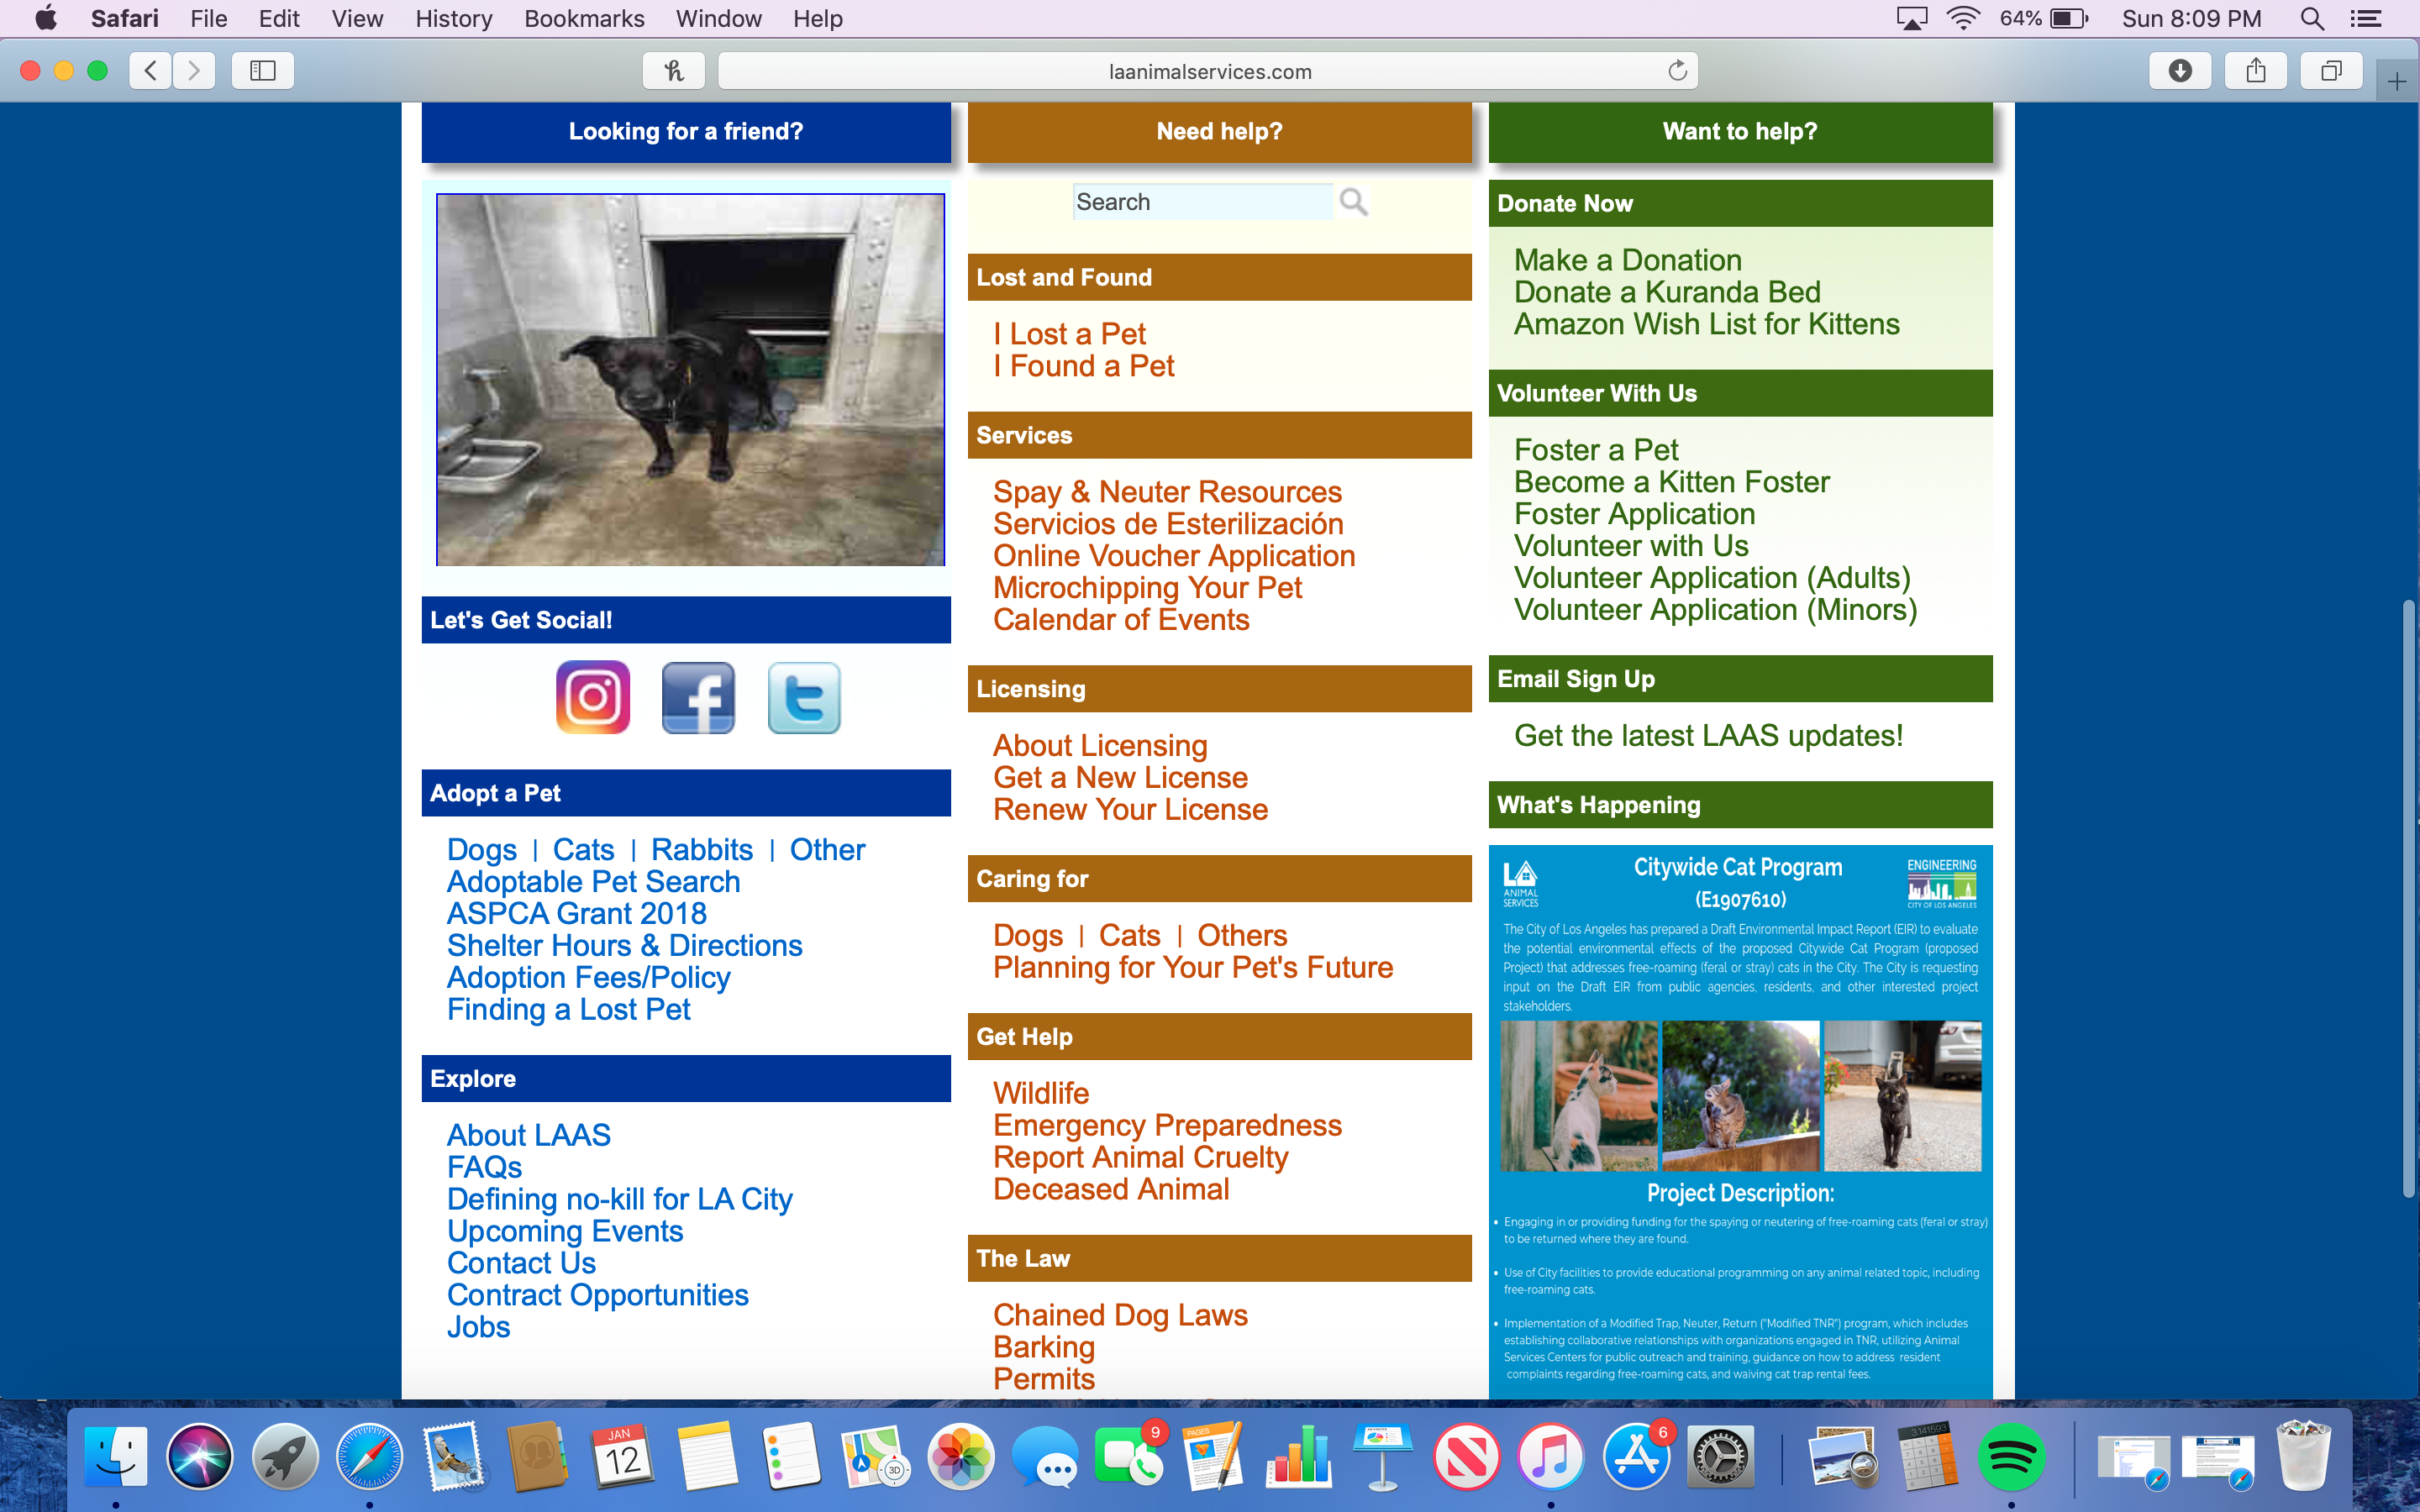 Safari File Edit View History Bookmarks Window Help
64% Sun 8:09 PM
laanimalservices.com
Looking for a friend?
Let's Get Social!
Adopt a Pet
Dogs | Cats | Rabbits | Other
Adoptable Pet Search
ASPCA Grant 2018
Shelter Hours & Directions
Adoption Fees/Policy
Finding a Lost Pet
Explore
About LAAS
FAQs
Defining no-kill for LA City
Upcoming Events
Contact Us
Contract Opportunities
Jobs
Need help?
Search
Lost and Found
I Lost a Pet
I Found a Pet
Services
Spay & Neuter Resources
Servicios de Esterilización
Online Voucher Application
Microchipping Your Pet
Calendar of Events
Licensing
About Licensing
Get a New License
Renew Your License
Caring for
Dogs | Cats | Others
Planning for Your Pet's Future
Get Help
Wildlife
Emergency Preparedness
Report Animal Cruelty
Deceased Animal
The Law
Chained Dog Laws
Barking
Permits
Want to help?
Donate Now
Make a Donation
Donate a Kuranda Bed
Amazon Wish List for Kittens
Volunteer With Us
Foster a Pet
Become a Kitten Foster
Foster Application
Volunteer with Us
Volunteer Application (Adults)
Volunteer Application (Minors)
Email Sign Up
Get the latest LAAS updates!
What's Happening
LA
ANIMAL
SERVICES
Citywide Cat Program
(E1907610)
ENGINEERING
CITY OF LOS ANGELES
The City of Los Angeles has prepared a Draft Environmental Impact Report (EIR) to evaluate
the potential environmental effects of the proposed Citywide Cat Program (proposed
Project) that addresses free-roaming (feral or stray) cats in the City. The City is requesting
input on the Draft EIR from public agencies, residents, and other interested project
stakeholders.
Project Description:
• Engaging in or providing funding for the spaying or neutering of free-roaming cats (feral or stray)
to be returned where they are found.
• Use of City facilities to provide educational programming on any animal related topic, including
free-roaming cats.
• Implementation of a Modified Trap, Neuter, Return ("Modified TNR") program, which includes
establishing collaborative relationships with organizations engaged in TNR, utilizing Animal
Services Centers for public outreach and training, guidance on how to address resident
complaints regarding free-roaming cats, and waiving cat trap rental fees.
JAN
12
3D
9
PAGES
6
3.141593